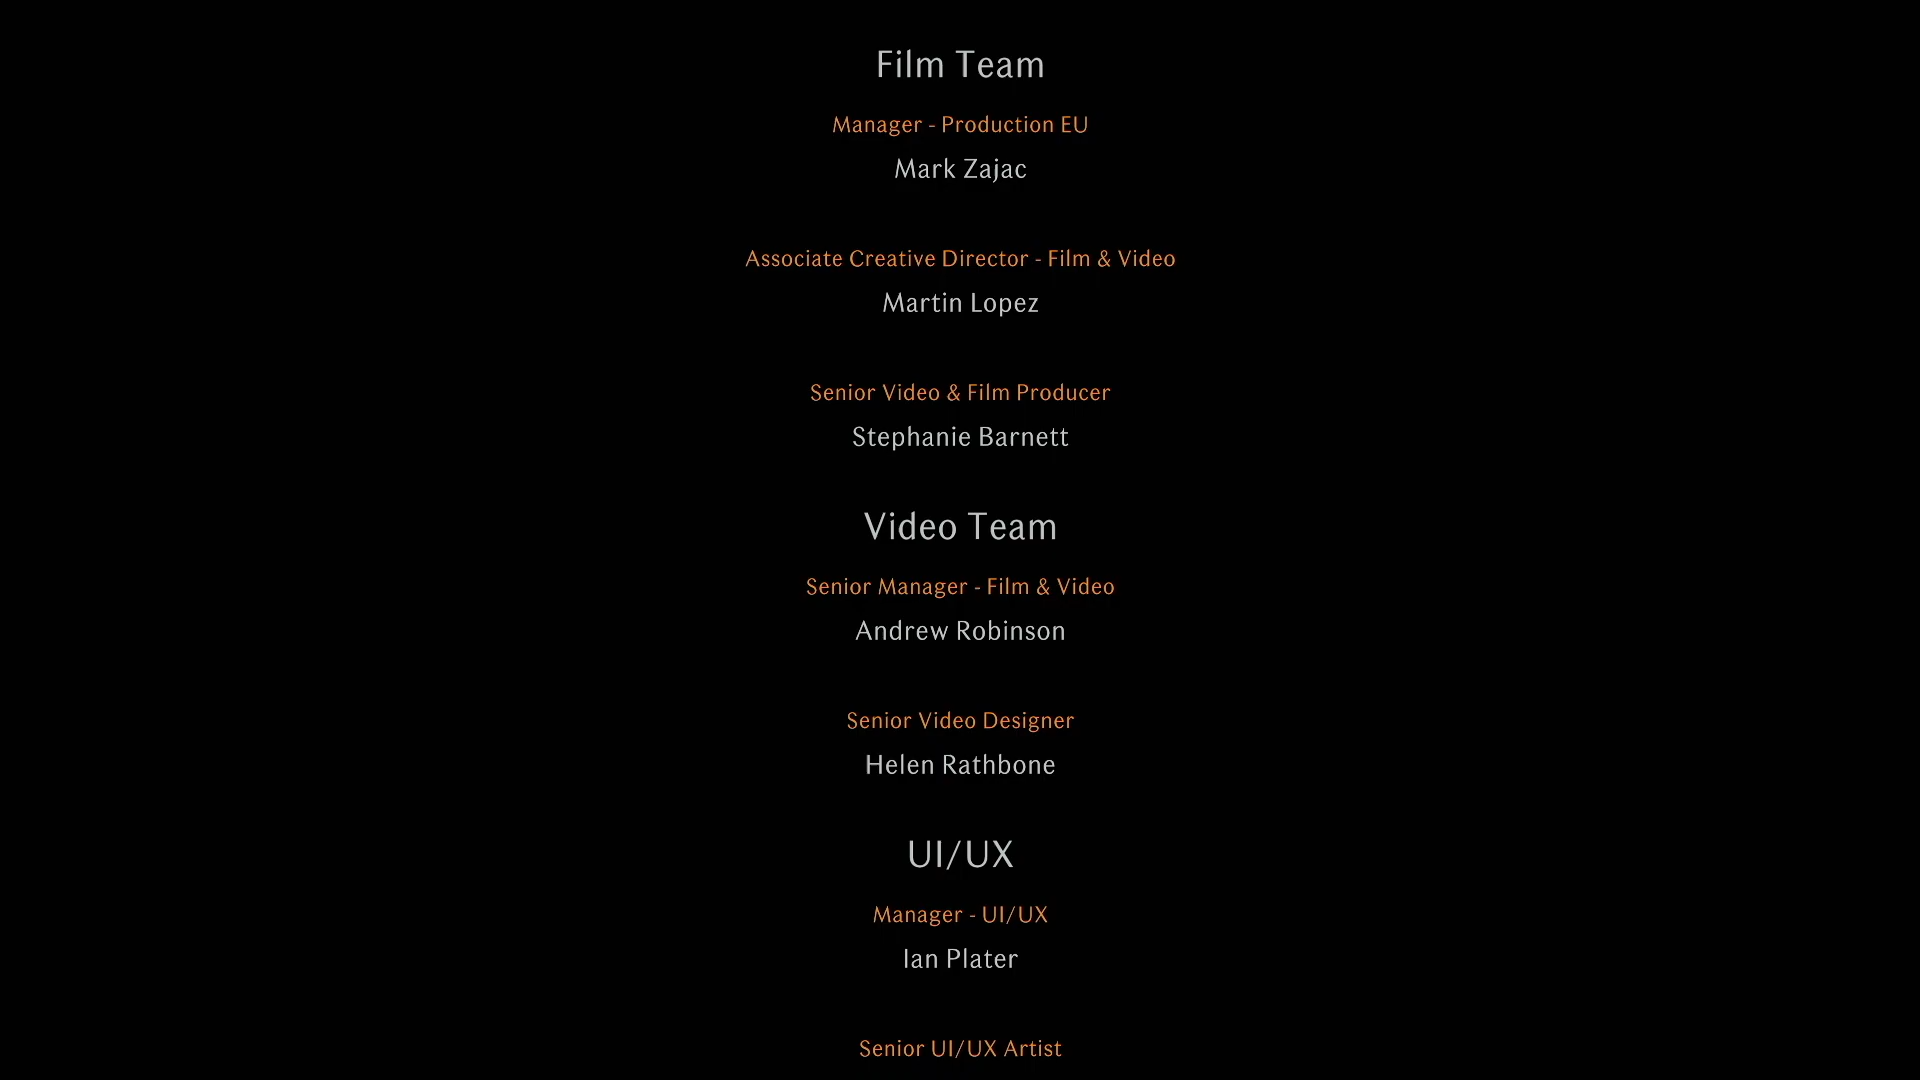 Film Team
Manager - Production EU
Mark Zajac
Associate Creative Director - Film & Video
Martin Lopez
Senior Video & Film Producer
Stephanie Barnett
Video Team
Senior Manager - Film & Video
Andrew Robinson
Senior Video Designer
Helen Rathbone
UI/UX
Manager - UI/UX
Ian Plater
Senior UI/UX Artist